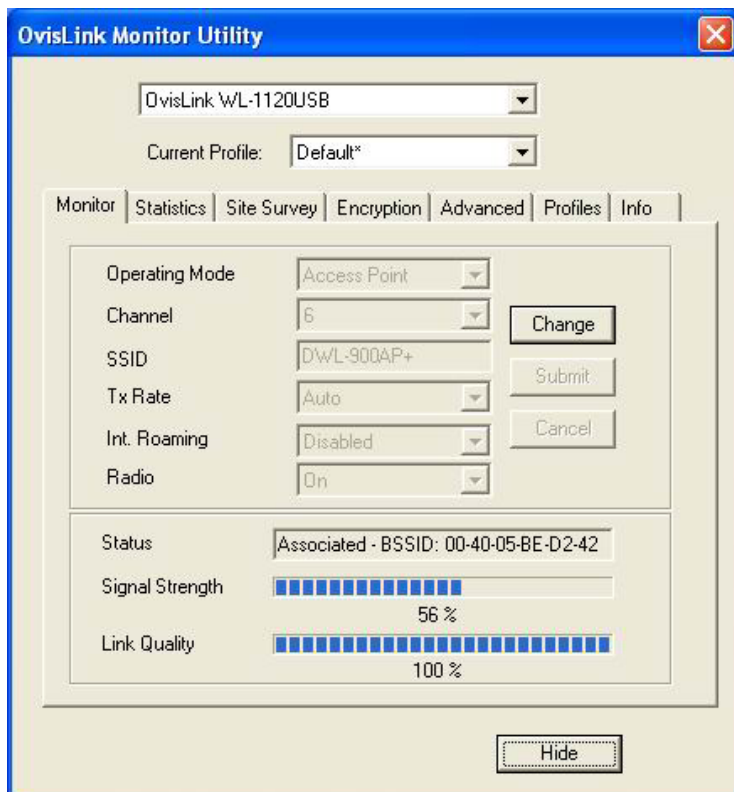 OvisLink Monitor Utility
OvisLink WL-1120USB
Current Profile: Default*
Monitor Statistics Site Survey Encryption Advanced Profiles Info
Operating Mode Access Point
Channel 6 Change
SSID DWL-900AP+
Submit
Tx Rate Auto
Cancel
Int. Roaming Disabled
Radio On
Status Associated - BSSID: 00-40-05-BE-D2-42
Signal Strength
56 %
Link Quality
100 %
Hide